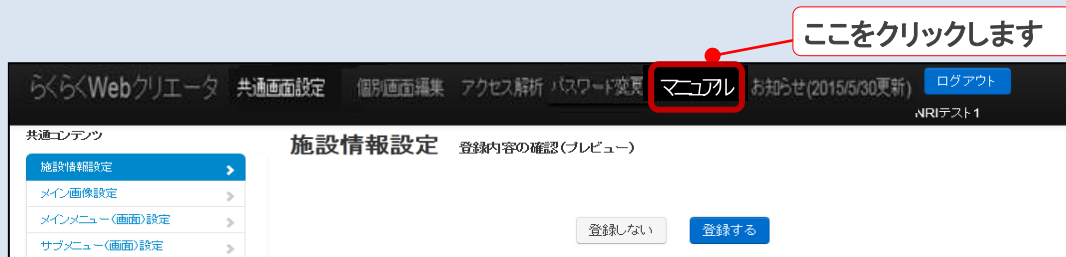 ここをクリックします
らくらくWebクリエータ 共通画面設定 個別画面編集 アクセス解析 パスワード変更 マニュアル お知らせ(2015/5/30更新) ログアウト
NRIテスト1
共通コンテンツ
施設情報設定 登録内容の確認(プレビュー)
施設情報設定
メイン画像設定
メインメニュー(画面)設定
サブメニュー(画面)設定
登録しない 登録する